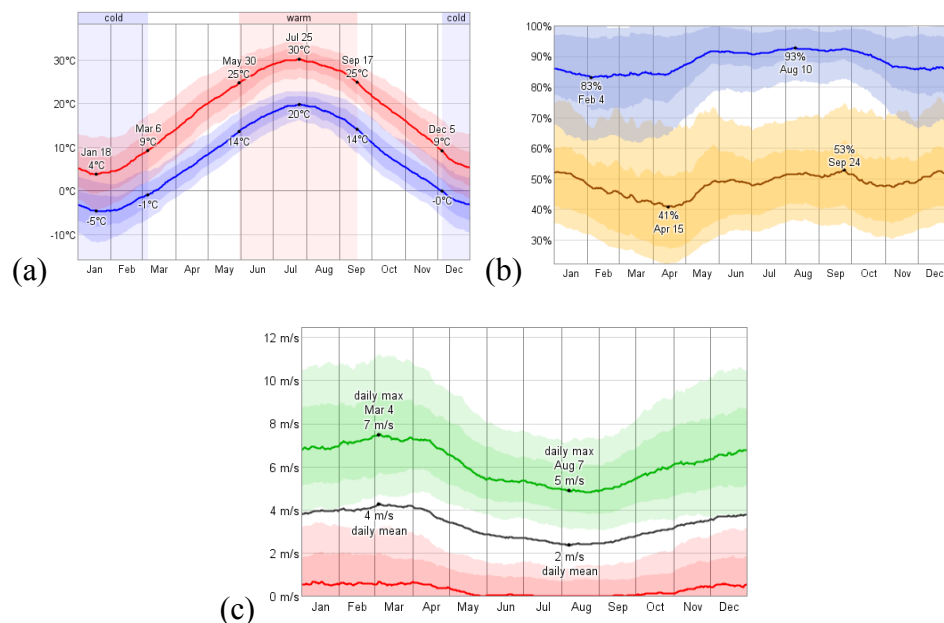 cold warm cold
Jul 25
30°C
30°C
May 30
25°C
Sep 17
25°C
20°C
20°C
Mar 6
9°C
14°C
14°C
Dec 5
9°C
10°C
Jan 18
4°C
0°C
-1°C
-0°C
-5°C
-10°C
Jan Feb Mar Apr May Jun Jul Aug Sep Oct Nov Dec
(a)
100%
90%
93%
Aug 10
80%
83%
Feb 4
70%
60%
53%
Sep 24
50%
40%
41%
Apr 15
30%
Jan Feb Mar Apr May Jun Jul Aug Sep Oct Nov Dec
(b)
12 m/s
10 m/s
daily max
Mar 4
7 m/s
8 m/s
daily max
Aug 7
5 m/s
6 m/s
4 m/s
4 m/s
daily mean
2 m/s
2 m/s
daily mean
0 m/s
Jan Feb Mar Apr May Jun Jul Aug Sep Oct Nov Dec
(c)